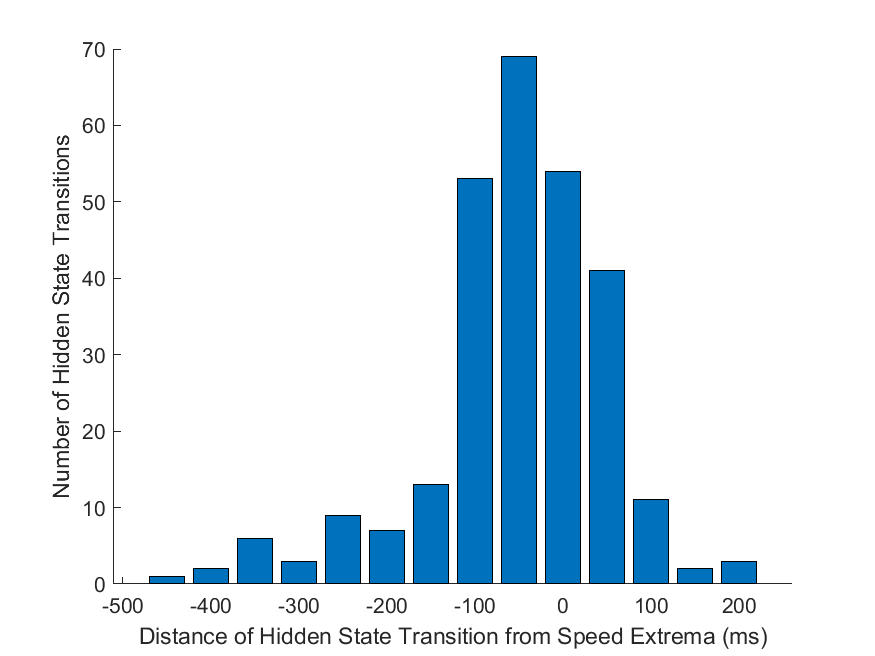 70
60
50
40
30
20
10
0
Number of Hidden State Transitions
-500 -400 -300 -200 -100 0 100 200
Distance of Hidden State Transition from Speed Extrema (ms)